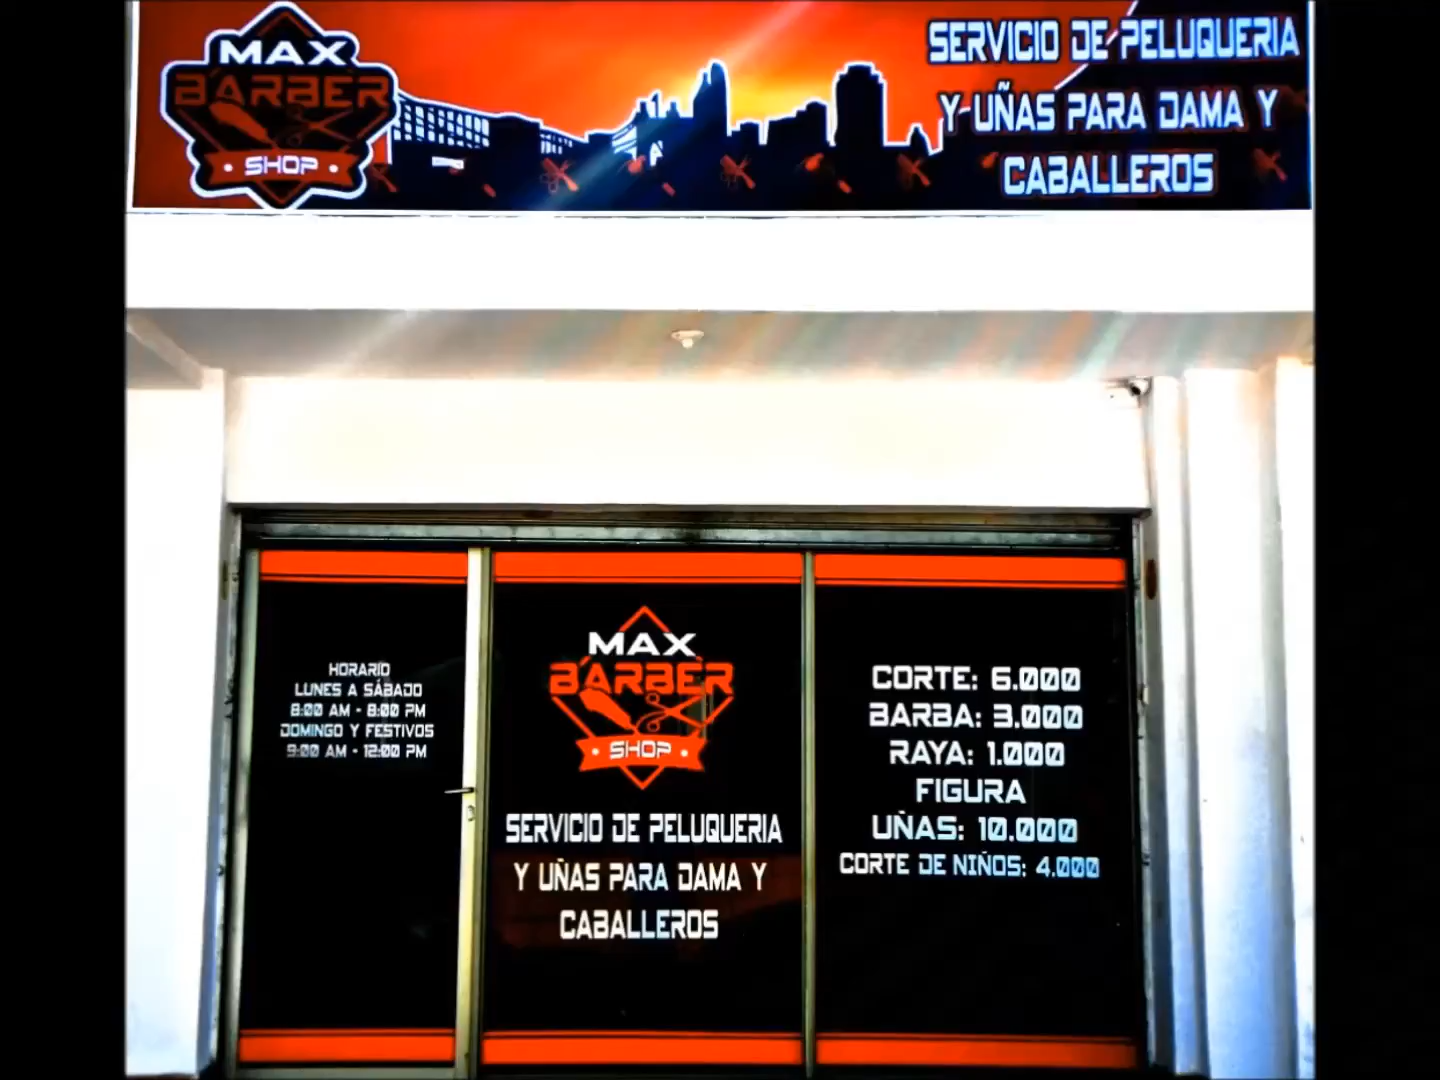 MAX
BARBER
SHOP
SERVICIO DE PELUQUERIA
Y UÑAS PARA DAMA Y
CABALLEROS
HORARIO
LUNES A SÁBADO
8:00 AM - 8:00 PM
DOMINGO Y FESTIVOS
9:00 AM - 12:00 PM
MAX
BARBER
SHOP
SERVICIO DE PELUQUERIA
Y UÑAS PARA DAMA Y
CABALLEROS
CORTE: 6.000
BARBA: 3.000
RAYA: 1.000
FIGURA
UÑAS: 10.000
CORTE DE NIÑOS: 4.000